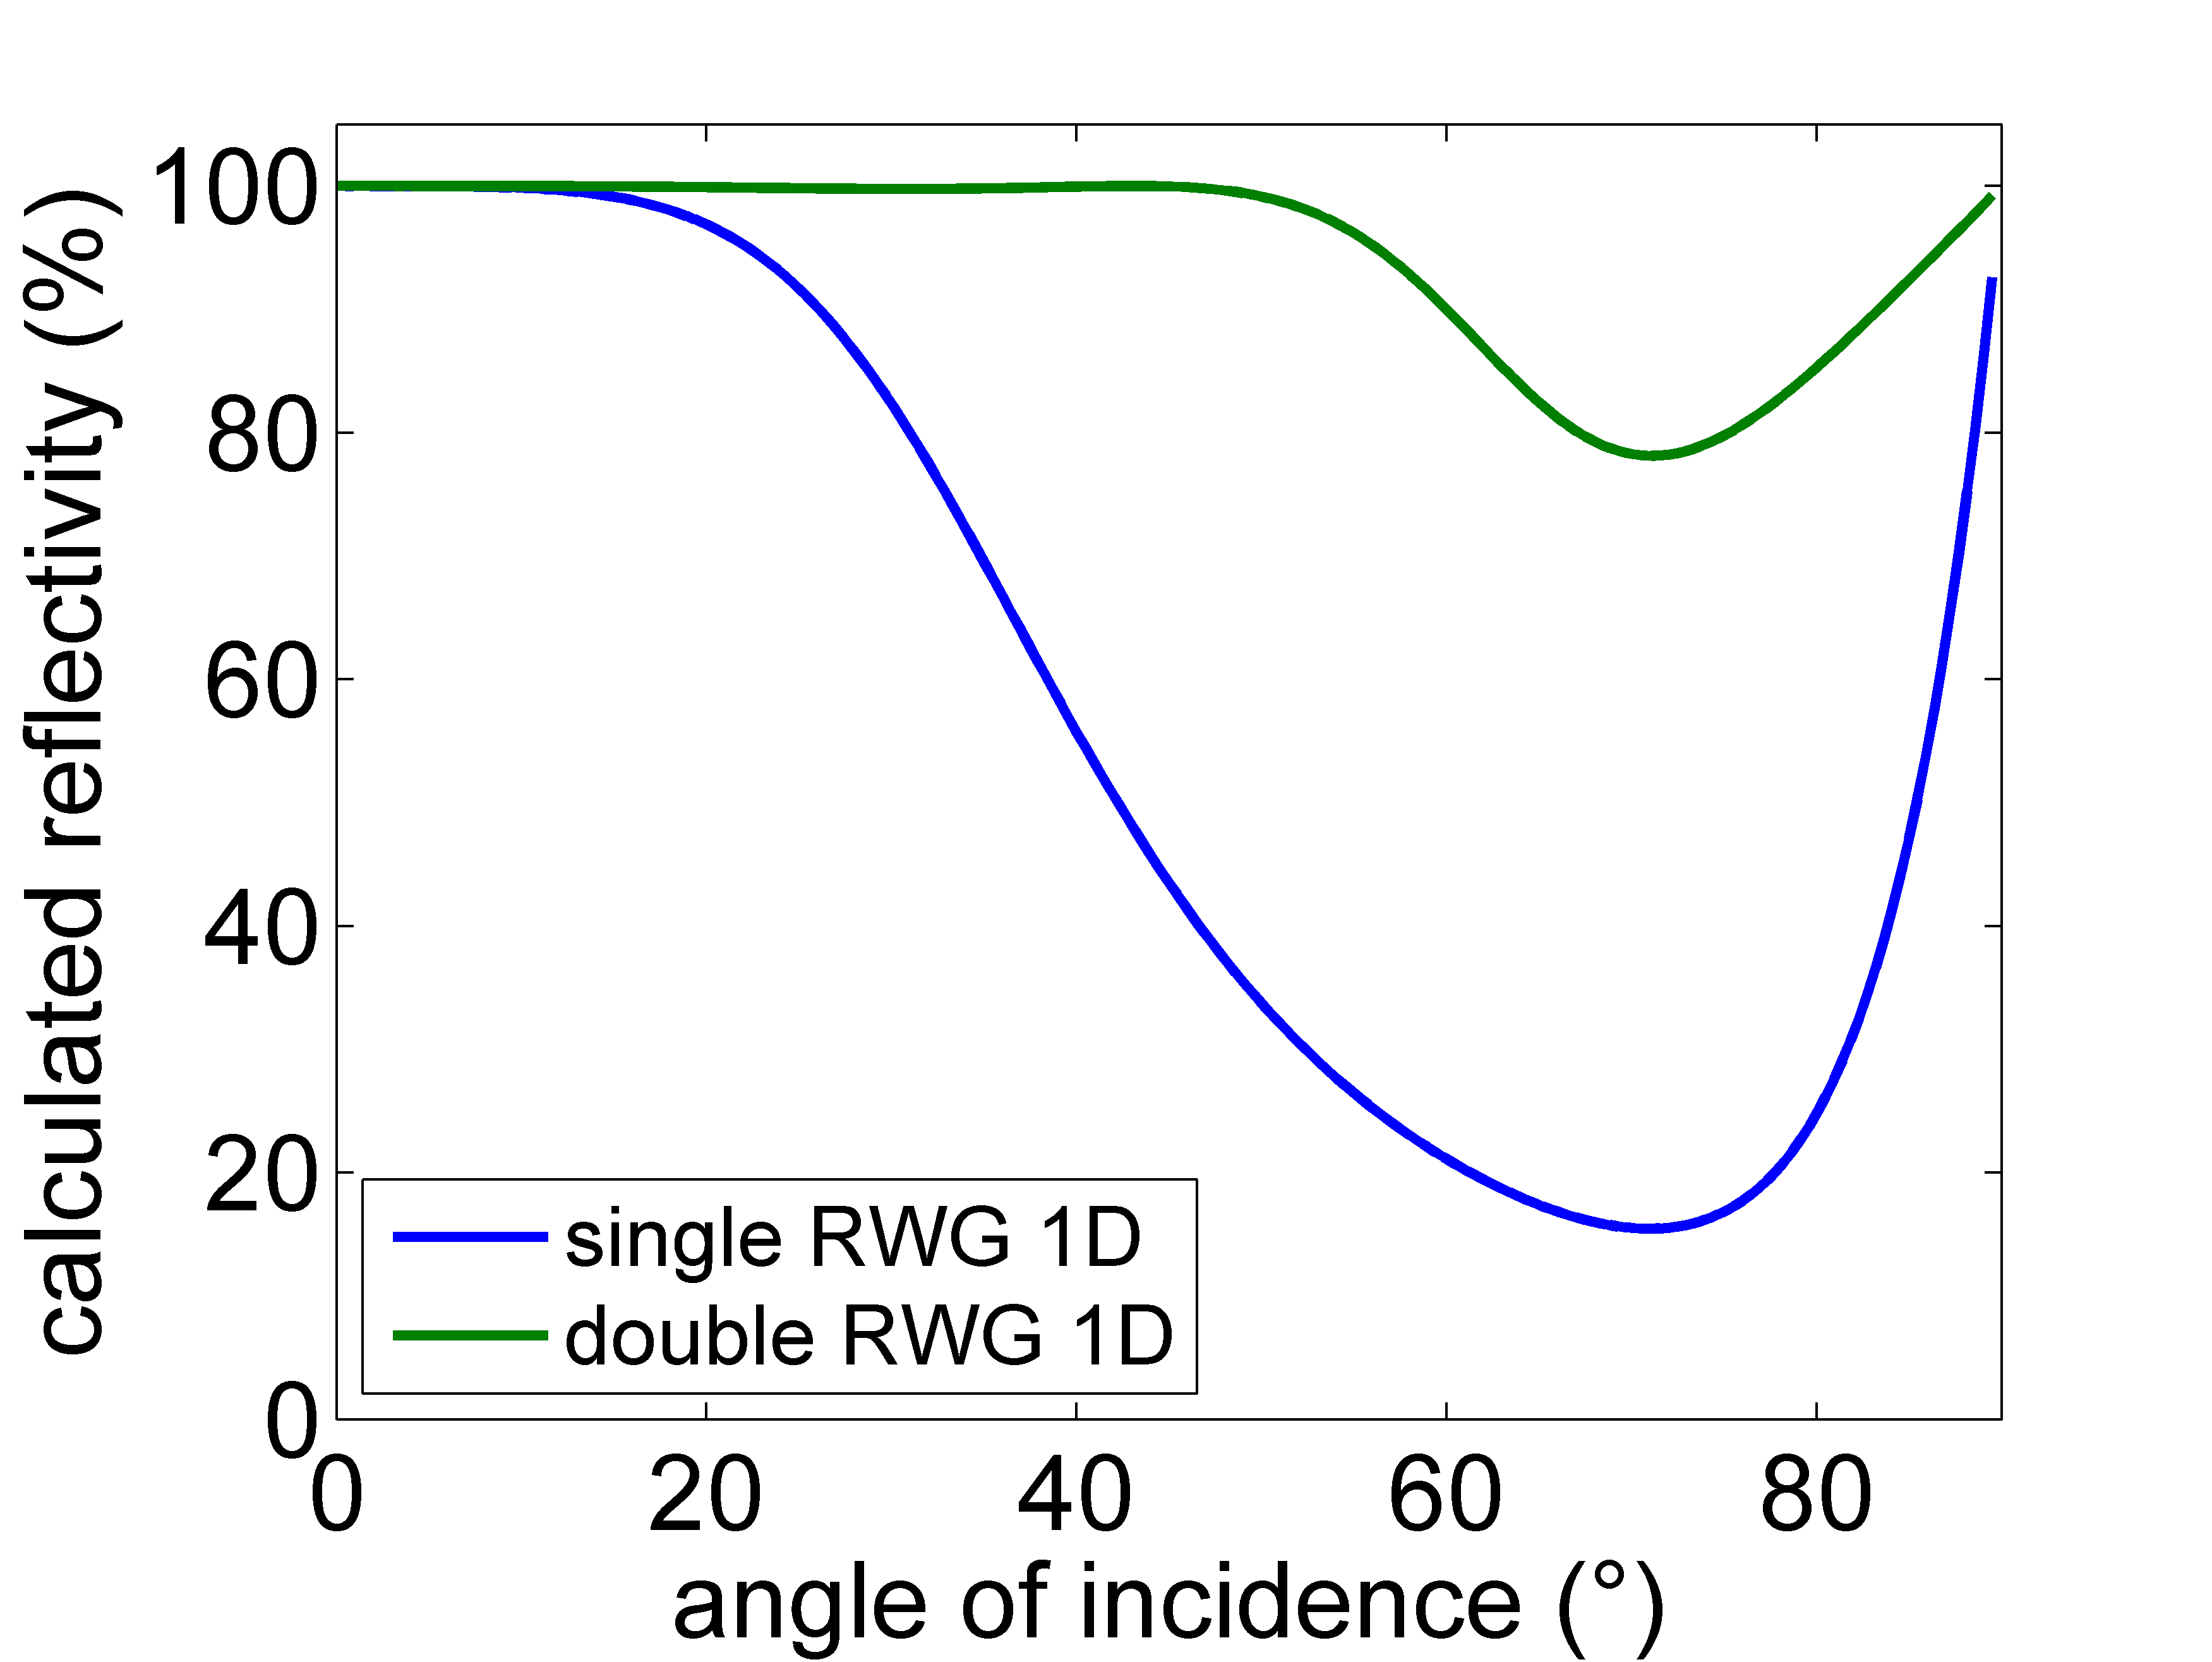 calculated reflectivity (%)
100
80
60
40
20
0
single RWG 1D
double RWG 1D
0 20 40 60 80
angle of incidence (°)